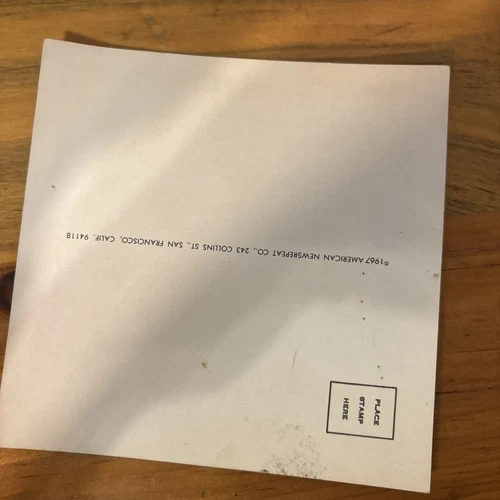 ©1967 AMERICAN NEWSREPEAT CO., 243 COLLINS ST., SAN FRANCISCO, CALIF. 94118
PLACE
STAMP
HERE